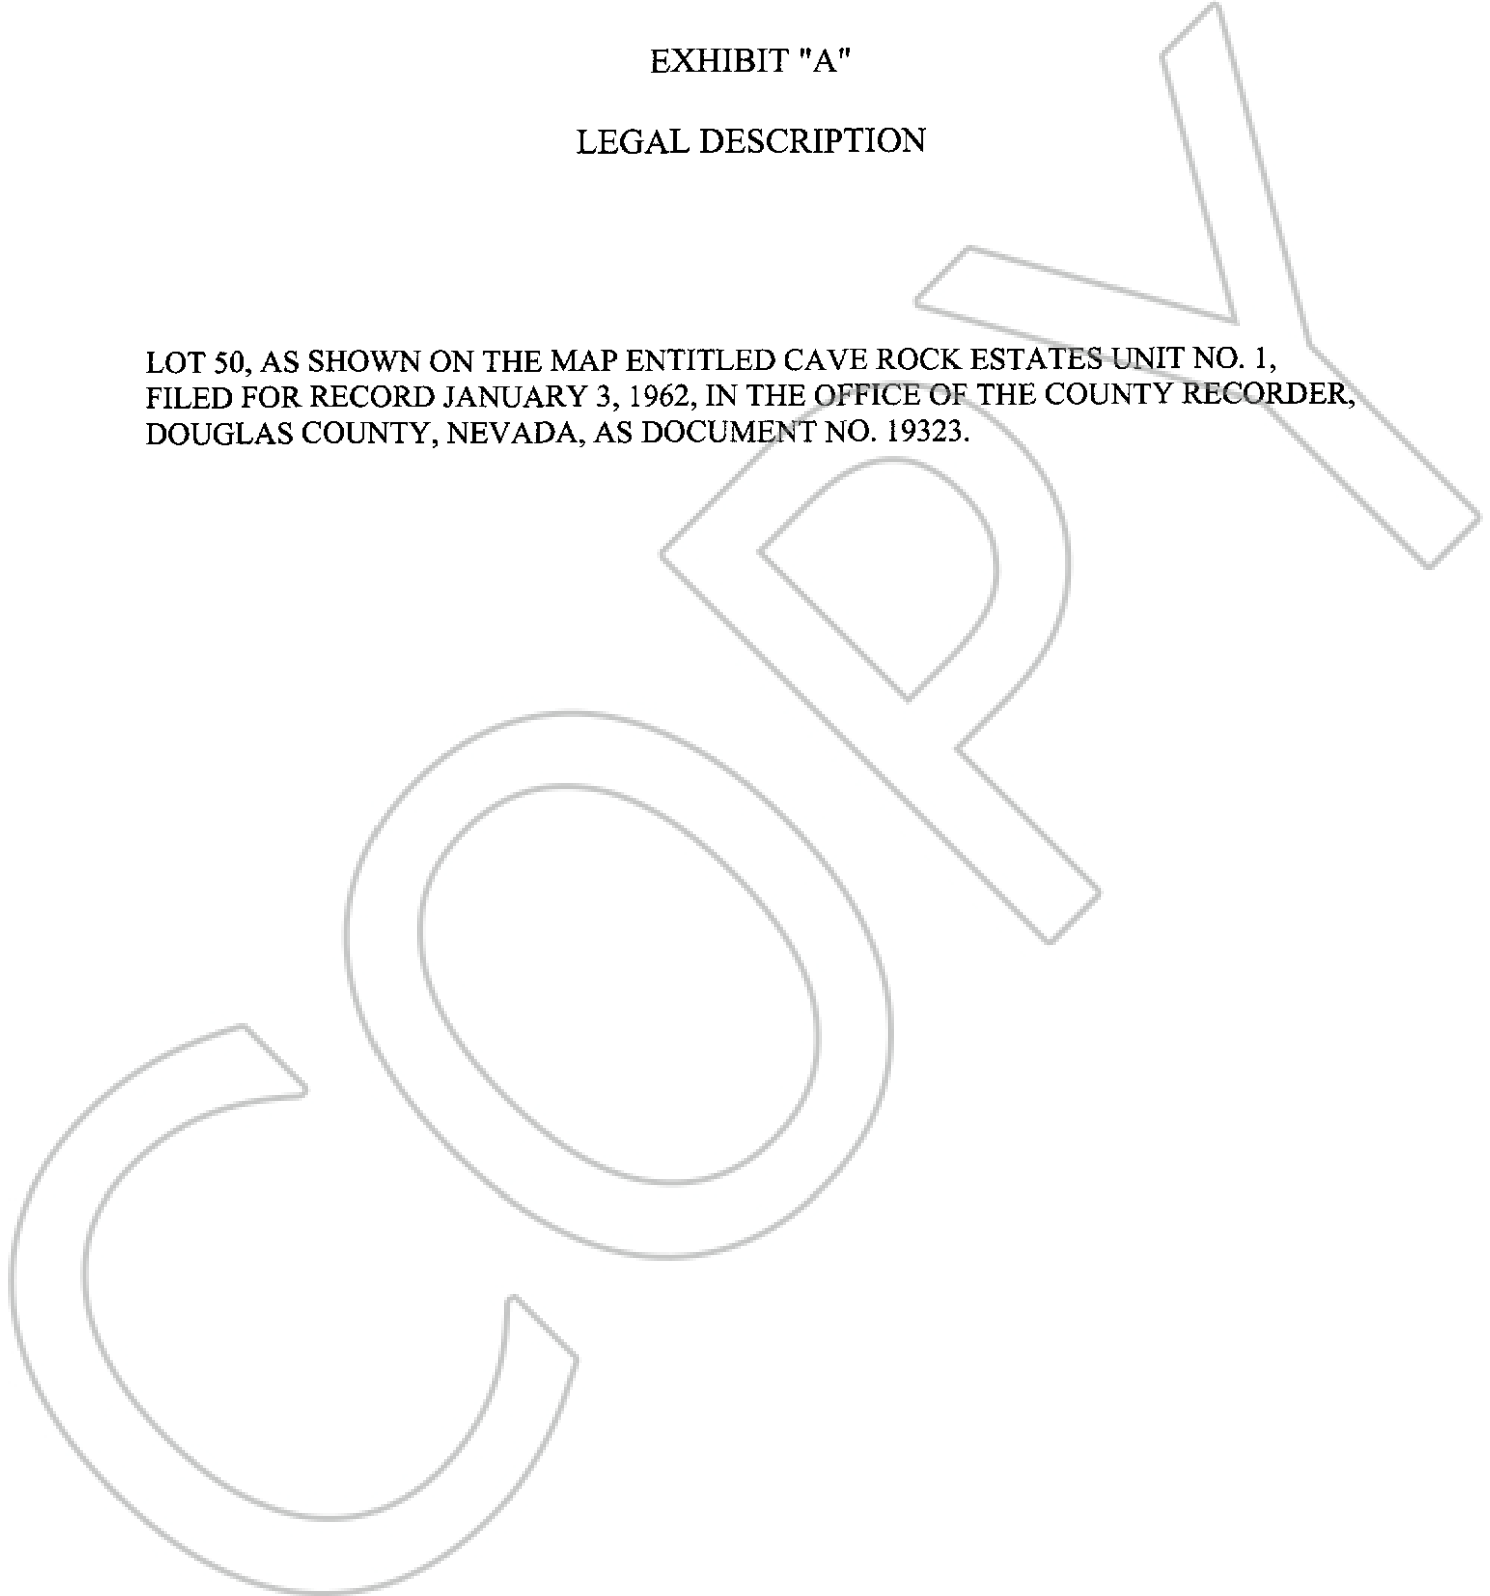 EXHIBIT "A"
LEGAL DESCRIPTION
LOT 50, AS SHOWN ON THE MAP ENTITLED CAVE ROCK ESTATES UNIT NO. 1,
FILED FOR RECORD JANUARY 3, 1962, IN THE OFFICE OF THE COUNTY RECORDER,
DOUGLAS COUNTY, NEVADA, AS DOCUMENT NO. 19323.
COPY